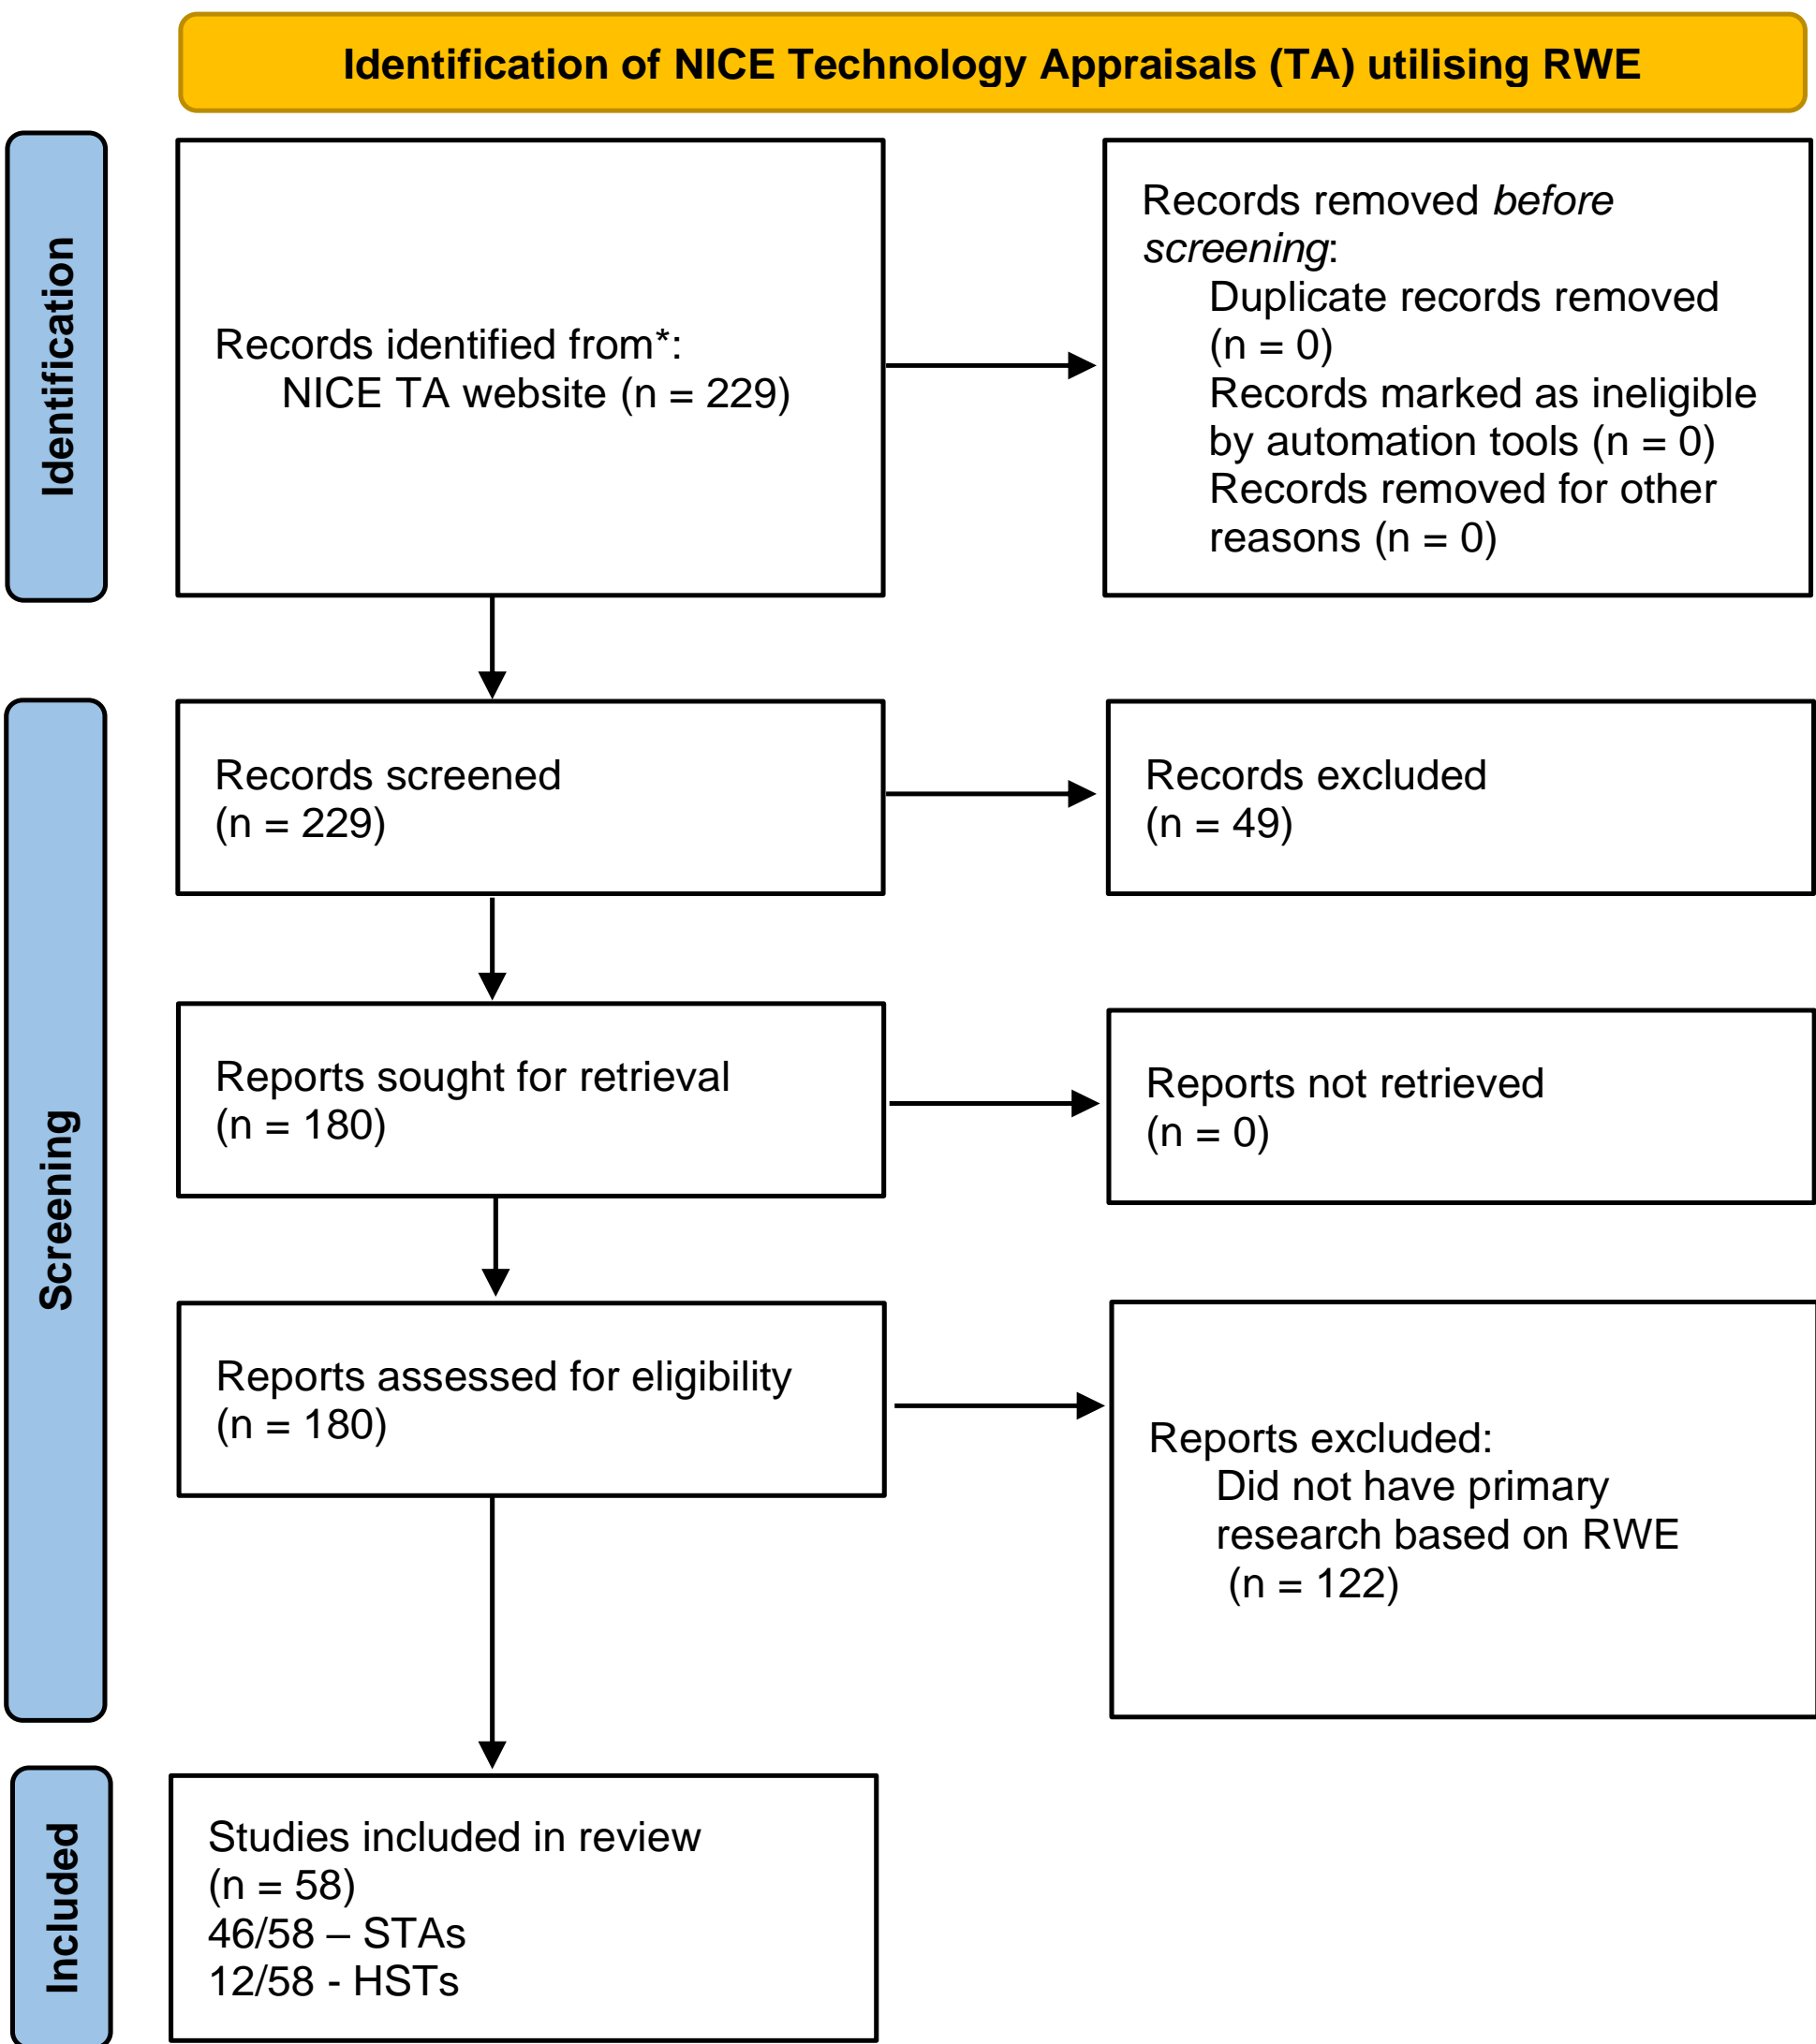 Identification of NICE Technology Appraisals (TA) utilising RWE
Identification
Records identified from*:
NICE TA website (n = 229)
Records removed before
screening:
Duplicate records removed
(n = 0)
Records marked as ineligible
by automation tools (n = 0)
Records removed for other
reasons (n = 0)
Screening
Records screened
(n = 229)
Records excluded
(n = 49)
Reports sought for retrieval
(n = 180)
Reports not retrieved
(n = 0)
Reports assessed for eligibility
(n = 180)
Reports excluded:
Did not have primary
research based on RWE
(n = 122)
Included
Studies included in review
(n = 58)
46/58 – STAs
12/58 - HSTs